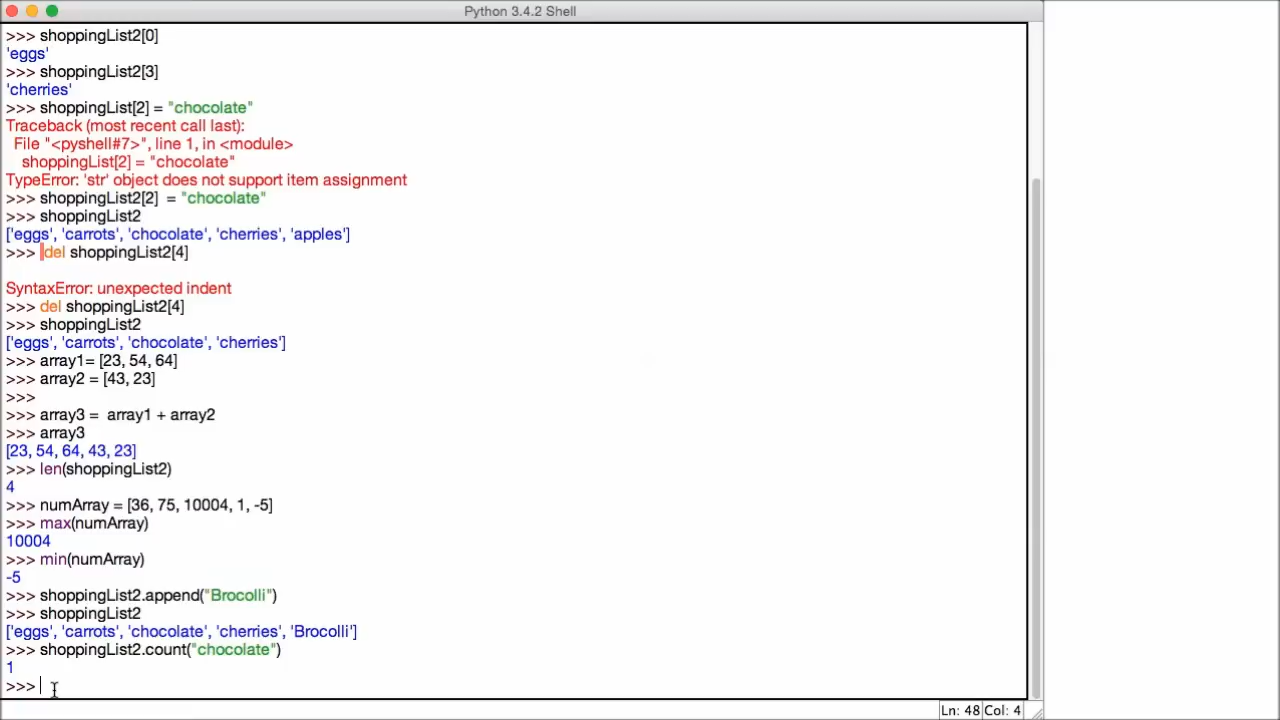 Python 3.4.2 Shell
>>> shoppingList2[0]
'eggs'
>>> shoppingList2[3]
'cherries'
>>> shoppingList[2] = "chocolate"
Traceback (most recent call last):
  File "<pyshell#7>", line 1, in <module>
    shoppingList[2] = "chocolate"
TypeError: 'str' object does not support item assignment
>>> shoppingList2[2]  = "chocolate"
>>> shoppingList2
['eggs', 'carrots', 'chocolate', 'cherries', 'apples']
>>>  del shoppingList2[4]
SyntaxError: unexpected indent
>>> del shoppingList2[4]
>>> shoppingList2
['eggs', 'carrots', 'chocolate', 'cherries']
>>> array1= [23, 54, 64]
>>> array2 = [43, 23]
>>>
>>> array3 =  array1 + array2
>>> array3
[23, 54, 64, 43, 23]
>>> len(shoppingList2)
4
>>> numArray = [36, 75, 10004, 1, -5]
>>> max(numArray)
10004
>>> min(numArray)
-5
>>> shoppingList2.append("Brocolli")
>>> shoppingList2
['eggs', 'carrots', 'chocolate', 'cherries', 'Brocolli']
>>> shoppingList2.count("chocolate")
1
>>>
Ln: 48 Col: 4